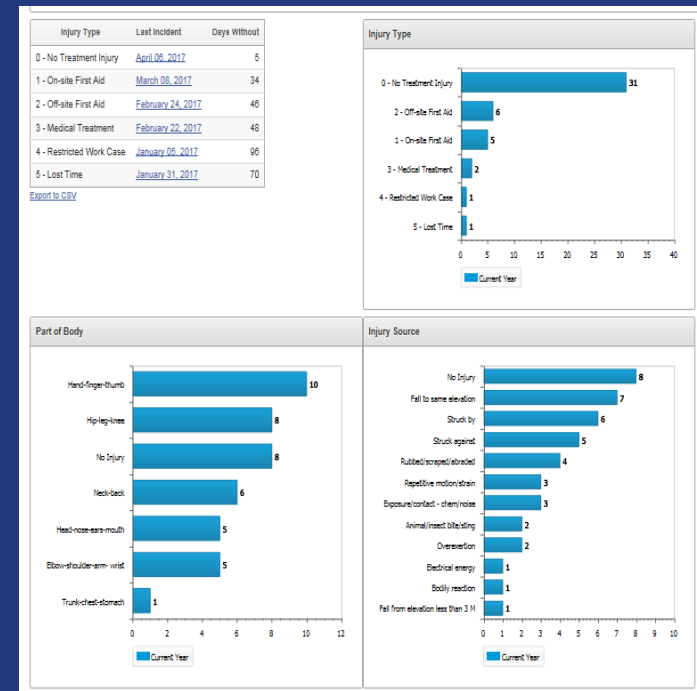 Injury Type Last Incident Days Without
0 - No Treatment Injury April 06, 2017 5
1 - On-site First Aid March 08, 2017 34
2 - Off-site First Aid February 24, 2017 46
3 - Medical Treatment February 22, 2017 48
4 - Restricted Work Case January 05, 2017 96
5 - Lost Time January 31, 2017 70
Export to CSV
Injury Type
0 - No Treatment Injury 31
2 - Off-site First Aid 6
1 - On-site First Aid 5
3 - Medical Treatment 2
4 - Restricted Work Case 1
5 - Lost Time 1
0 5 10 15 20 25 30 35 40
Current Year
Part of Body
Hand-finger-thumb 10
Hip-leg-knee 8
No Injury 8
Neck-back 6
Head-nose-ears-mouth 5
Elbow-shoulder-arm- wrist 5
Trunk-chest-stomach 1
0 2 4 6 8 10 12
Current Year
Injury Source
No Injury 8
Fall to same elevation 7
Struck by 6
Struck against 5
Rubbed/scraped/abraded 4
Repetitive motion/strain 3
Exposure/contact - chem/noise 3
Animal/insect bite/sting 2
Overexertion 2
Electrical energy 1
Bodily reaction 1
Fall from elevation less than 3 M 1
0 1 2 3 4 5 6 7 8 9 10
Current Year